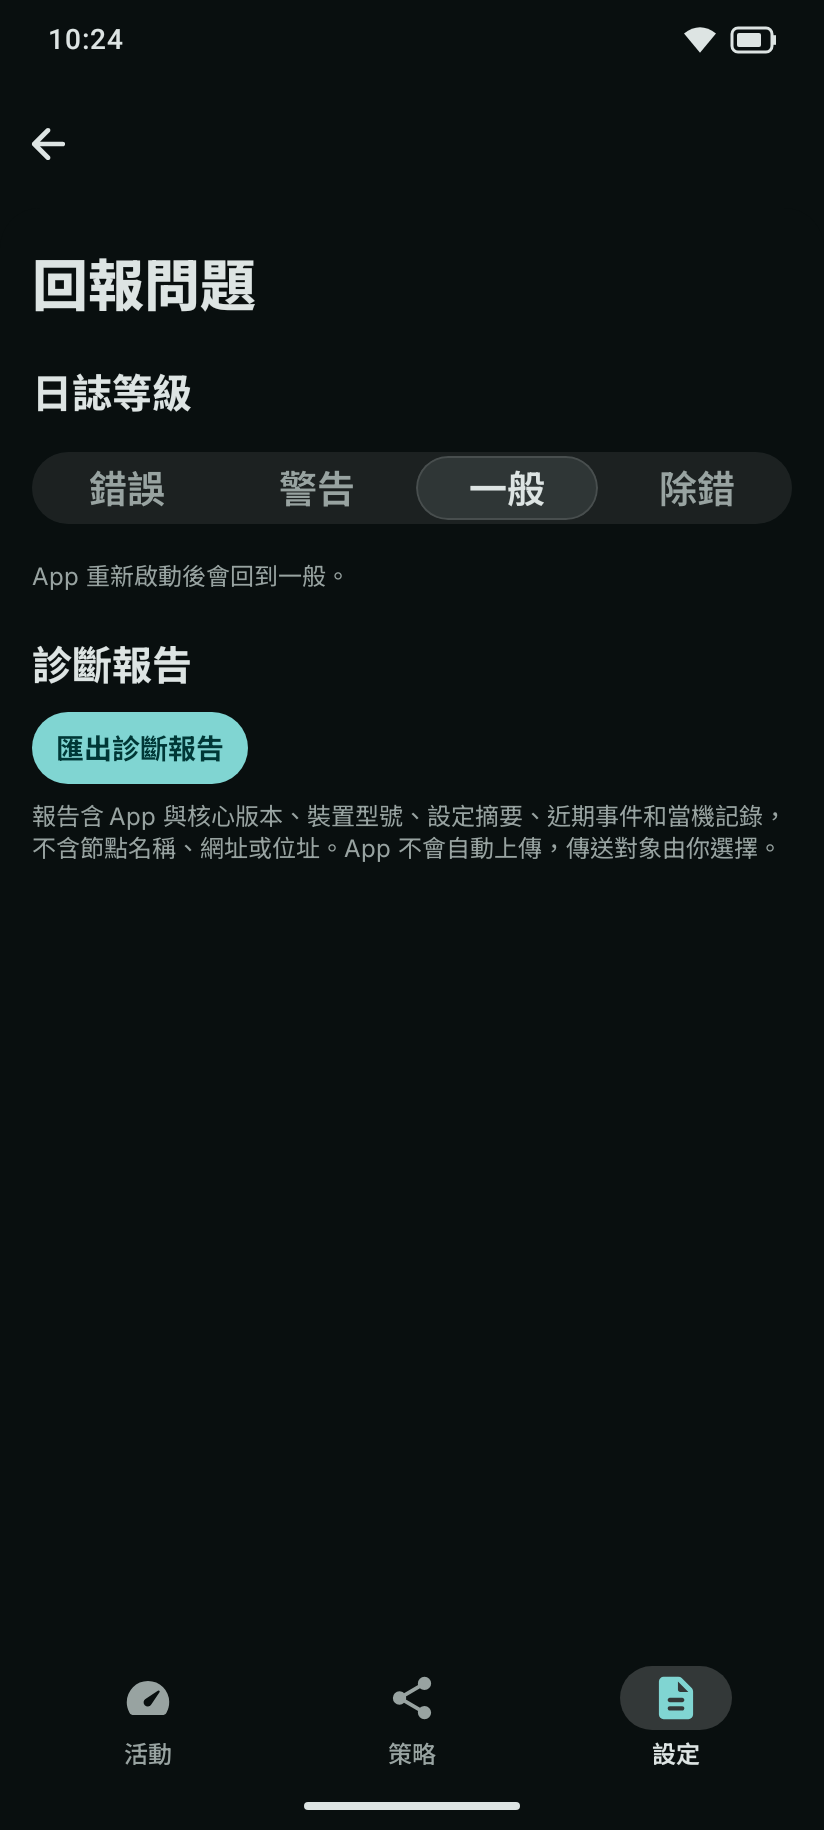 10:24
回報問題
日誌等級
錯誤 警告 一般 除錯
App 重新啟動後會回到一般。
診斷報告
匯出診斷報告
報告含 App 與核心版本、裝置型號、設定摘要、近期事件和當機記錄，
不含節點名稱、網址或位址。App 不會自動上傳，傳送對象由你選擇。
活動 策略 設定